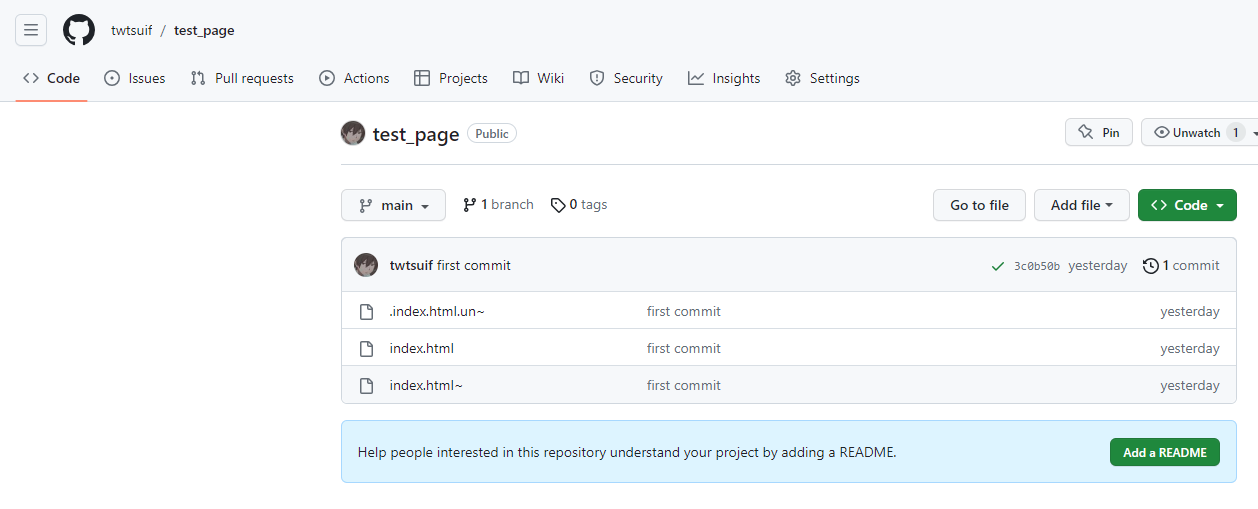 twtsuif / test_page
Code Issues Pull requests Actions Projects Wiki Security Insights Settings
test_page Public Pin Unwatch 1
main 1 branch 0 tags Go to file Add file Code
twtsuif first commit 3c0b50b yesterday 1 commit
.index.html.un~ first commit yesterday
index.html first commit yesterday
index.html~ first commit yesterday
Help people interested in this repository understand your project by adding a README. Add a README